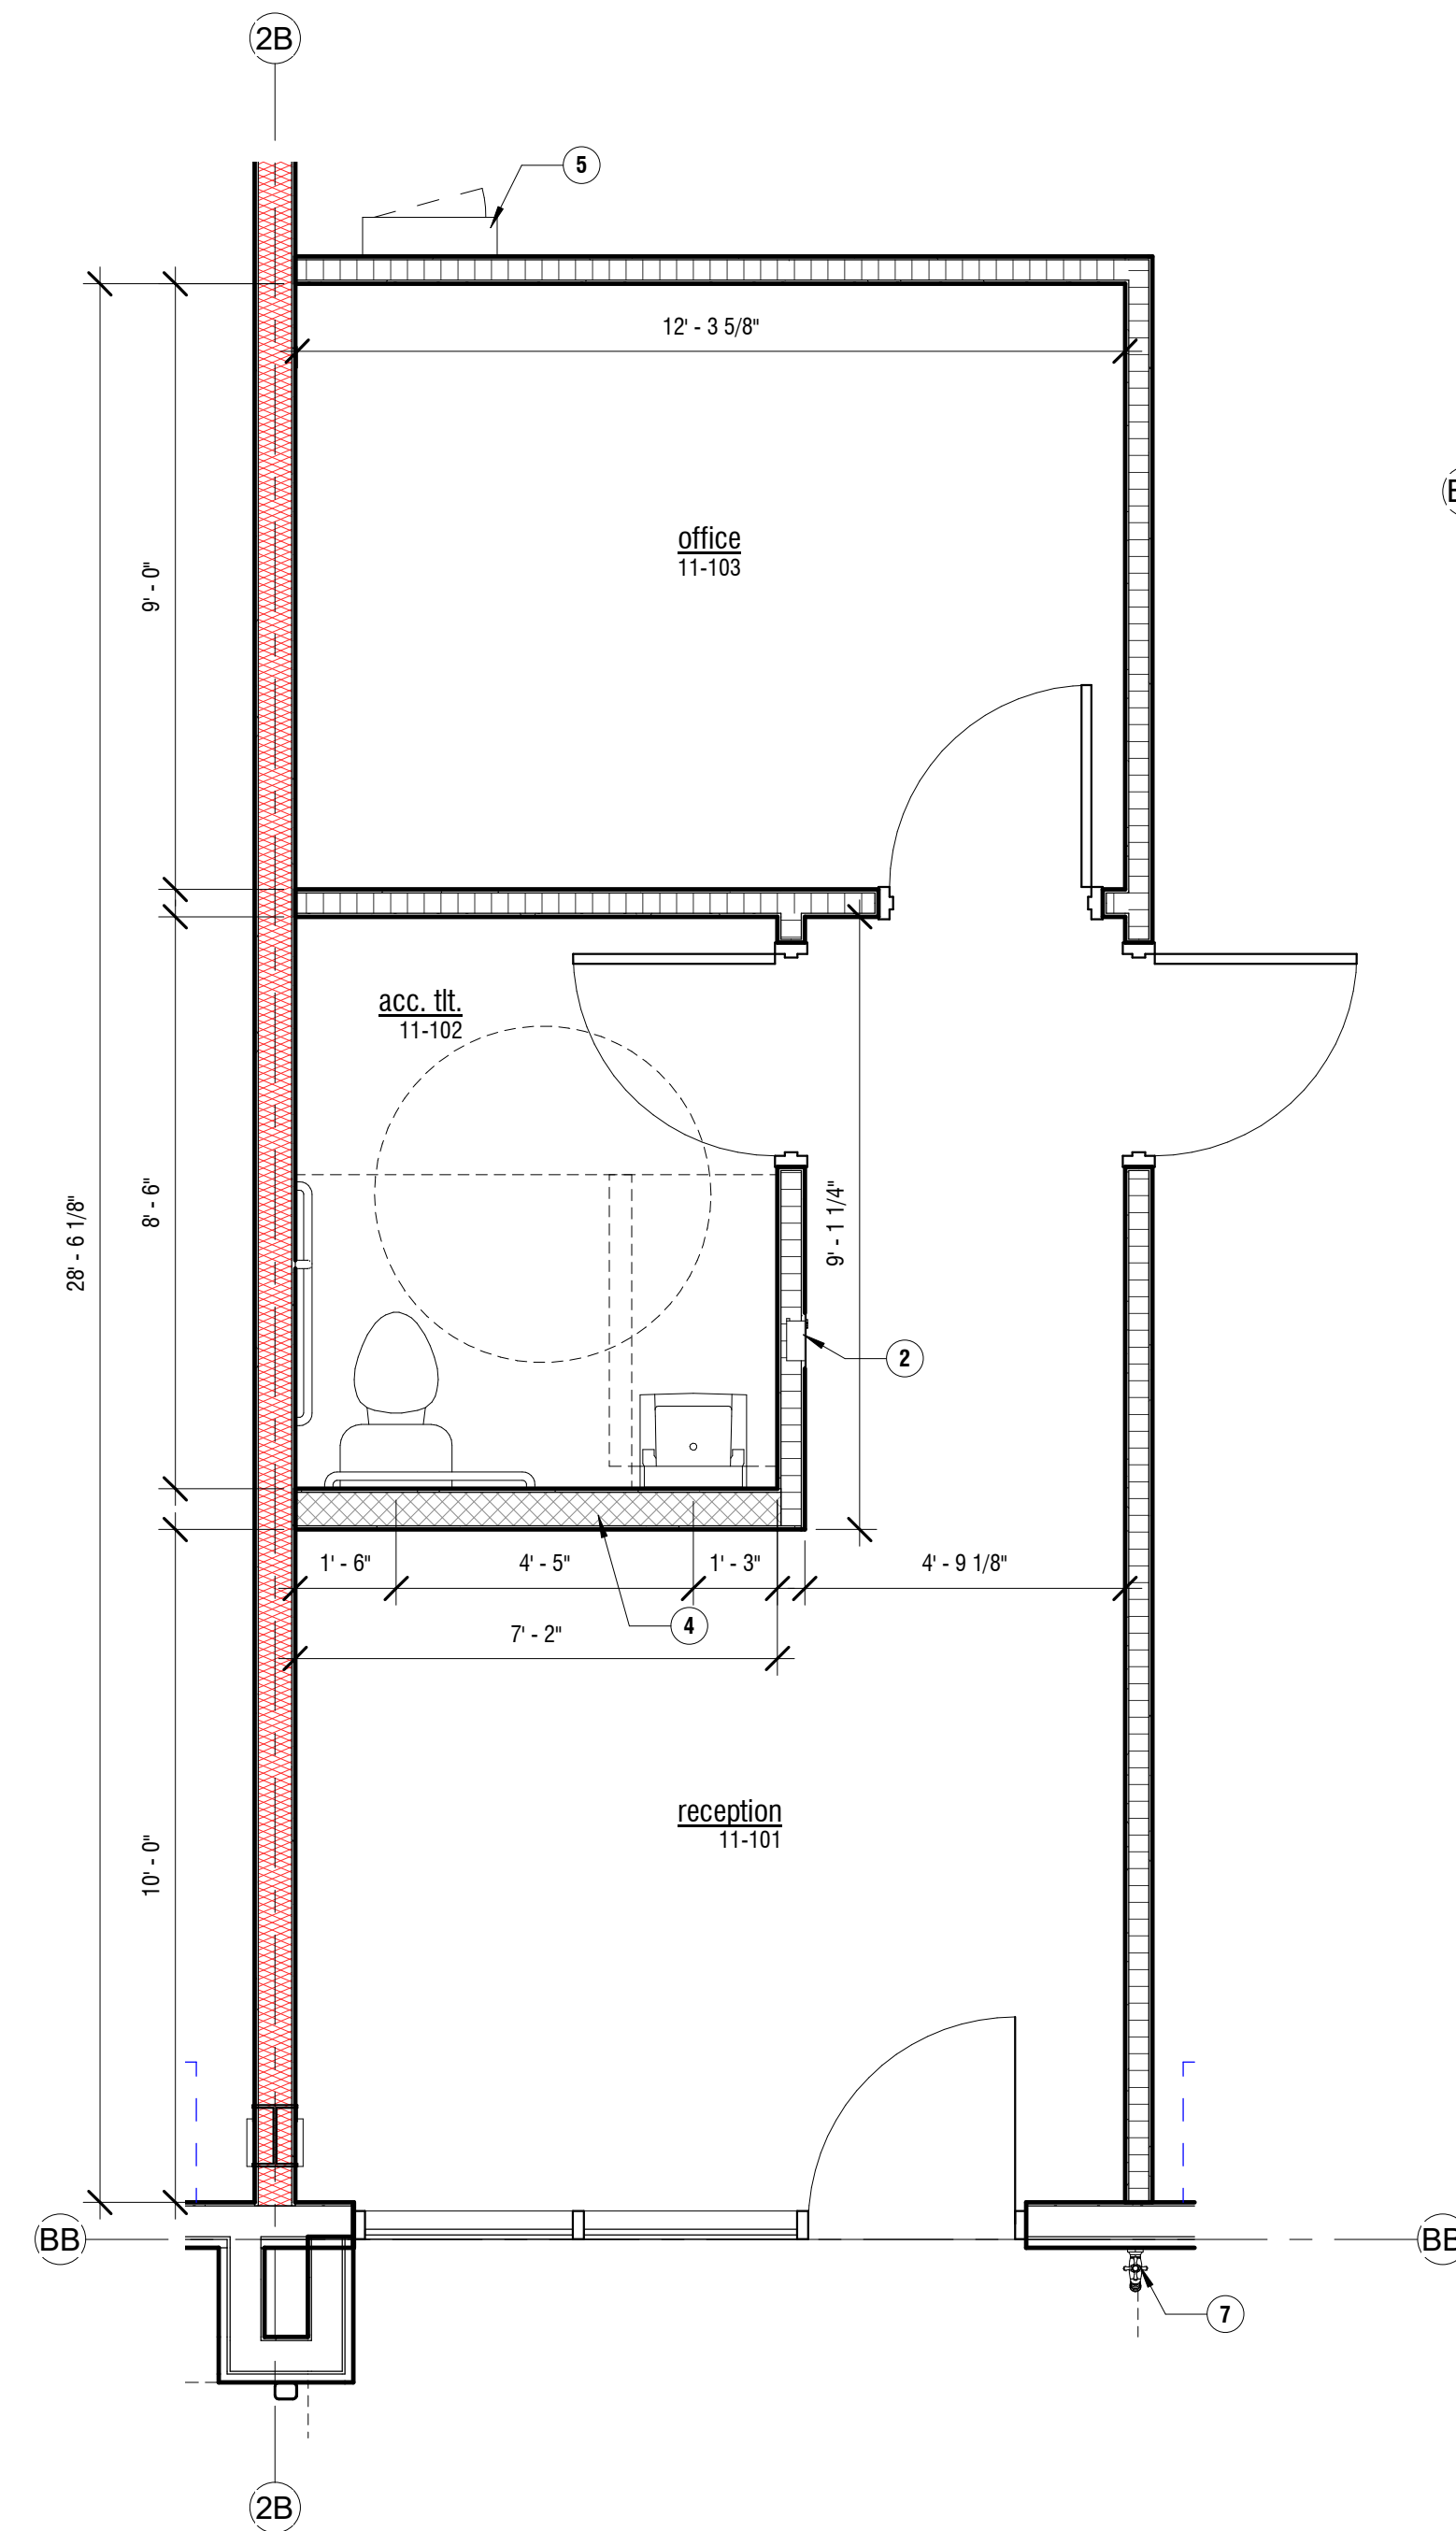 2B
5
12' - 3 5/8"
office
11-103
9' - 0"
acc. tlt.
11-102
28' - 6 1/8"
8' - 6"
9' - 1 1/4"
2
1' - 6"
4' - 5"
1' - 3"
4' - 9 1/8"
4
7' - 2"
reception
11-101
10' - 0"
BB
BB
7
2B